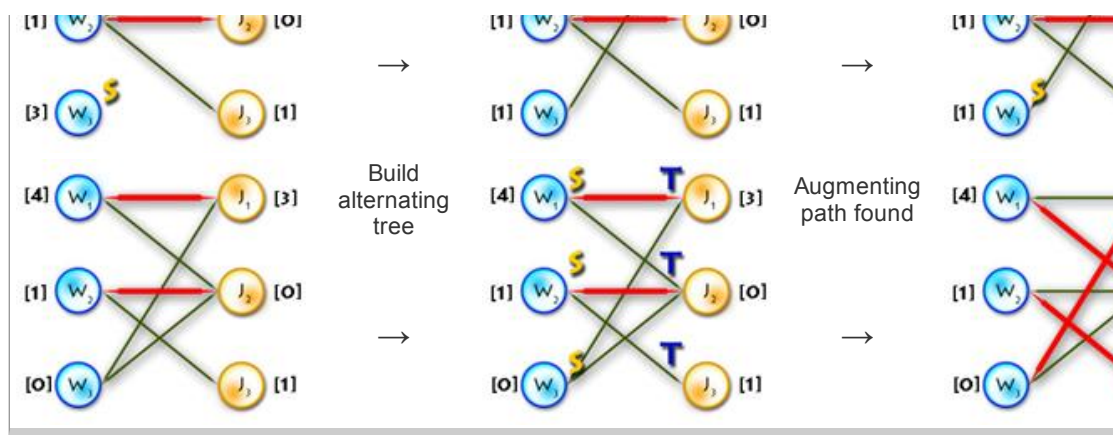 [1] W2 J2 [0] → [1] W2 J2 [0] → [1] W2
[3] W3 S J3 [1] [1] W3 J3 [1] [1] W3 S
[4] W1 J1 [3] Build alternating tree [4] W1 S T J1 [3] Augmenting path found [4] W1
[1] W2 J2 [0] [1] W2 S T J2 [0] [1] W2
→ →
[0] W3 J3 [1] [0] W3 S T J3 [1] [0] W3